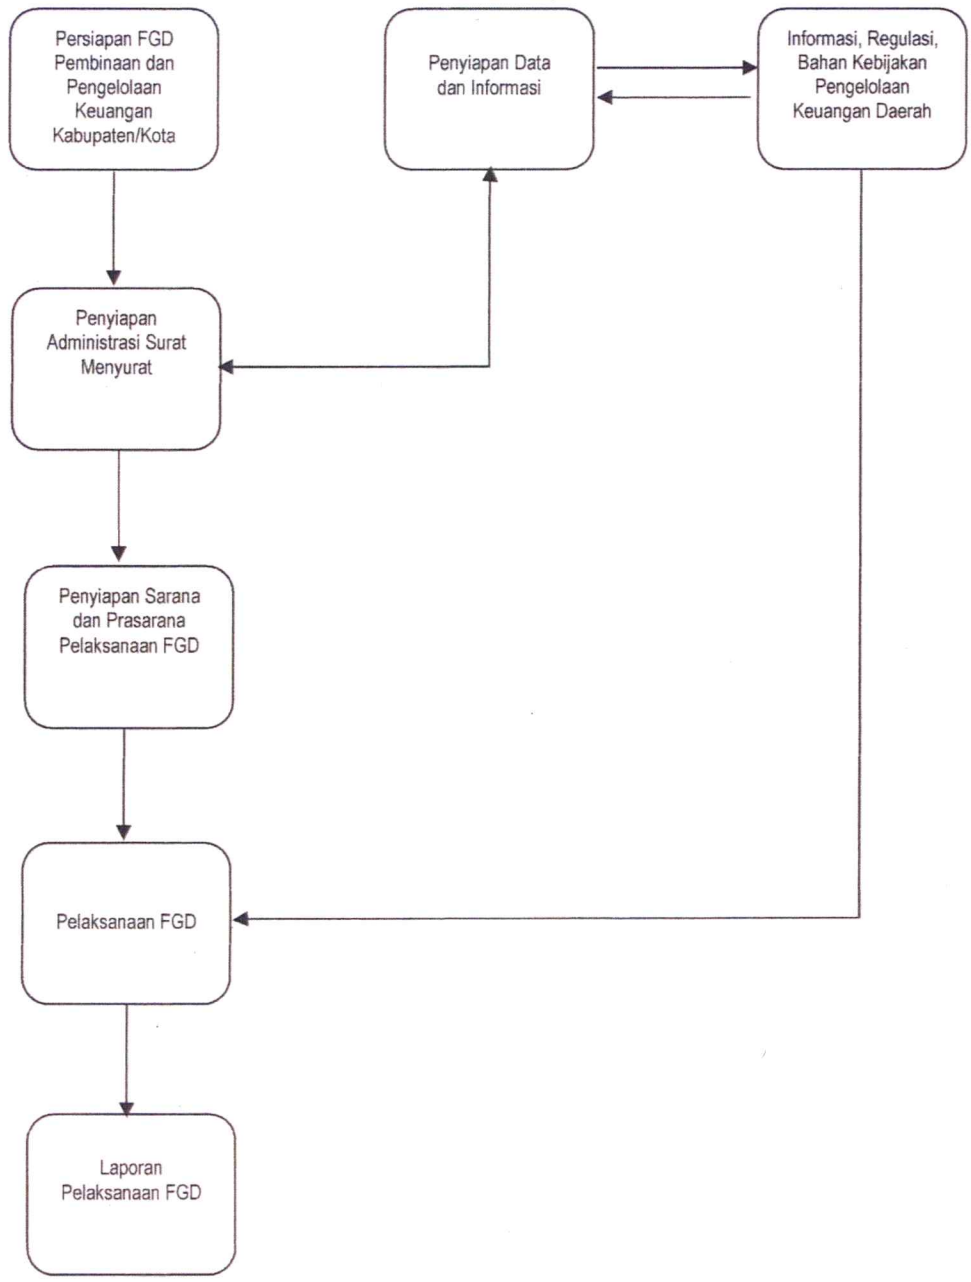 Persiapan FGD
Pembinaan dan
Pengelolaan
Keuangan
Kabupaten/Kota
Penyiapan Data
dan Informasi
Informasi, Regulasi,
Bahan Kebijakan
Pengelolaan
Keuangan Daerah
Penyiapan
Administrasi Surat
Menyurat
Penyiapan Sarana
dan Prasarana
Pelaksanaan FGD
Pelaksanaan FGD
Laporan
Pelaksanaan FGD